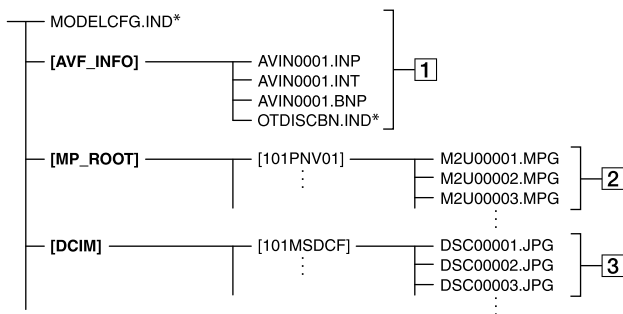 MODELCFG.IND*
[AVF_INFO]
AVIN0001.INP
AVIN0001.INT
AVIN0001.BNP
OTDISCBN.IND*
1
[MP_ROOT]
[101PNV01]
M2U00001.MPG
M2U00002.MPG
M2U00003.MPG
2
[DCIM]
[101MSDCF]
DSC00001.JPG
DSC00002.JPG
DSC00003.JPG
3